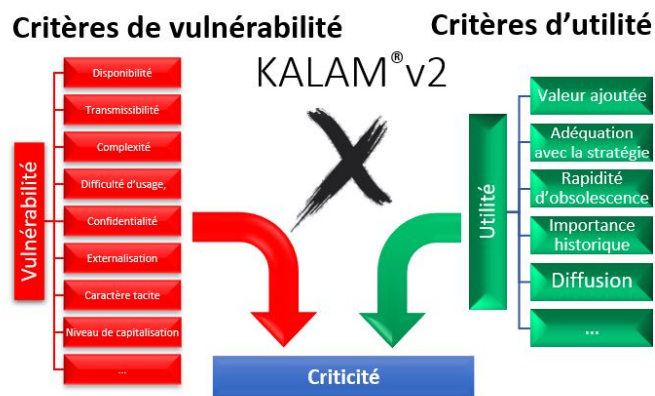 Critères de vulnérabilité
Critères d’utilité
KALAM®v2
Vulnérabilité
Disponibilité
Transmissibilité
Complexité
Difficulté d’usage,
Confidentialité
Externalisation
Caractère tacite
Niveau de capitalisation
...
Utilité
Valeur ajoutée
Adéquation
avec la stratégie
Rapidité
d’obsolescence
Importance
historique
Diffusion
...
Criticité